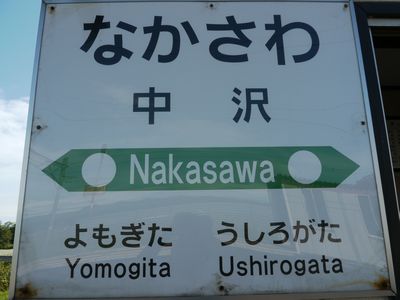 なかさわ
中沢
Nakasawa
よもぎた うしろがた
Yomogita Ushirogata